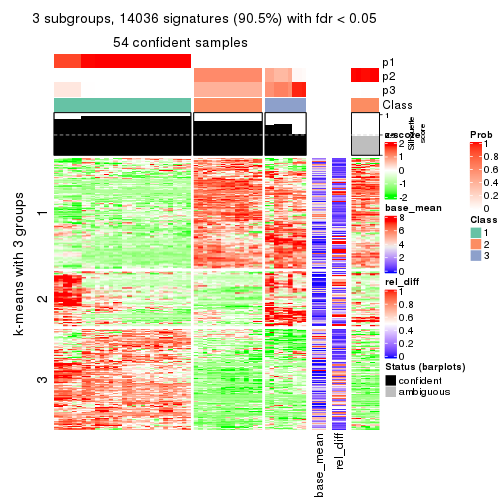 3 subgroups, 14036 signatures (90.5%) with fdr < 0.05
54 confident samples
p1
p2
p3
Class
1
Silhouette
score
k-means with 3 groups
1
2
3
base_mean
rel_diff
z-score
2
1
0
-1
-2
base_mean
8
6
4
2
0
rel_diff
1
0.8
0.6
0.4
0.2
0
Status (barplots)
confident
ambiguous
Prob
1
0.8
0.6
0.4
0.2
0
Class
1
2
3